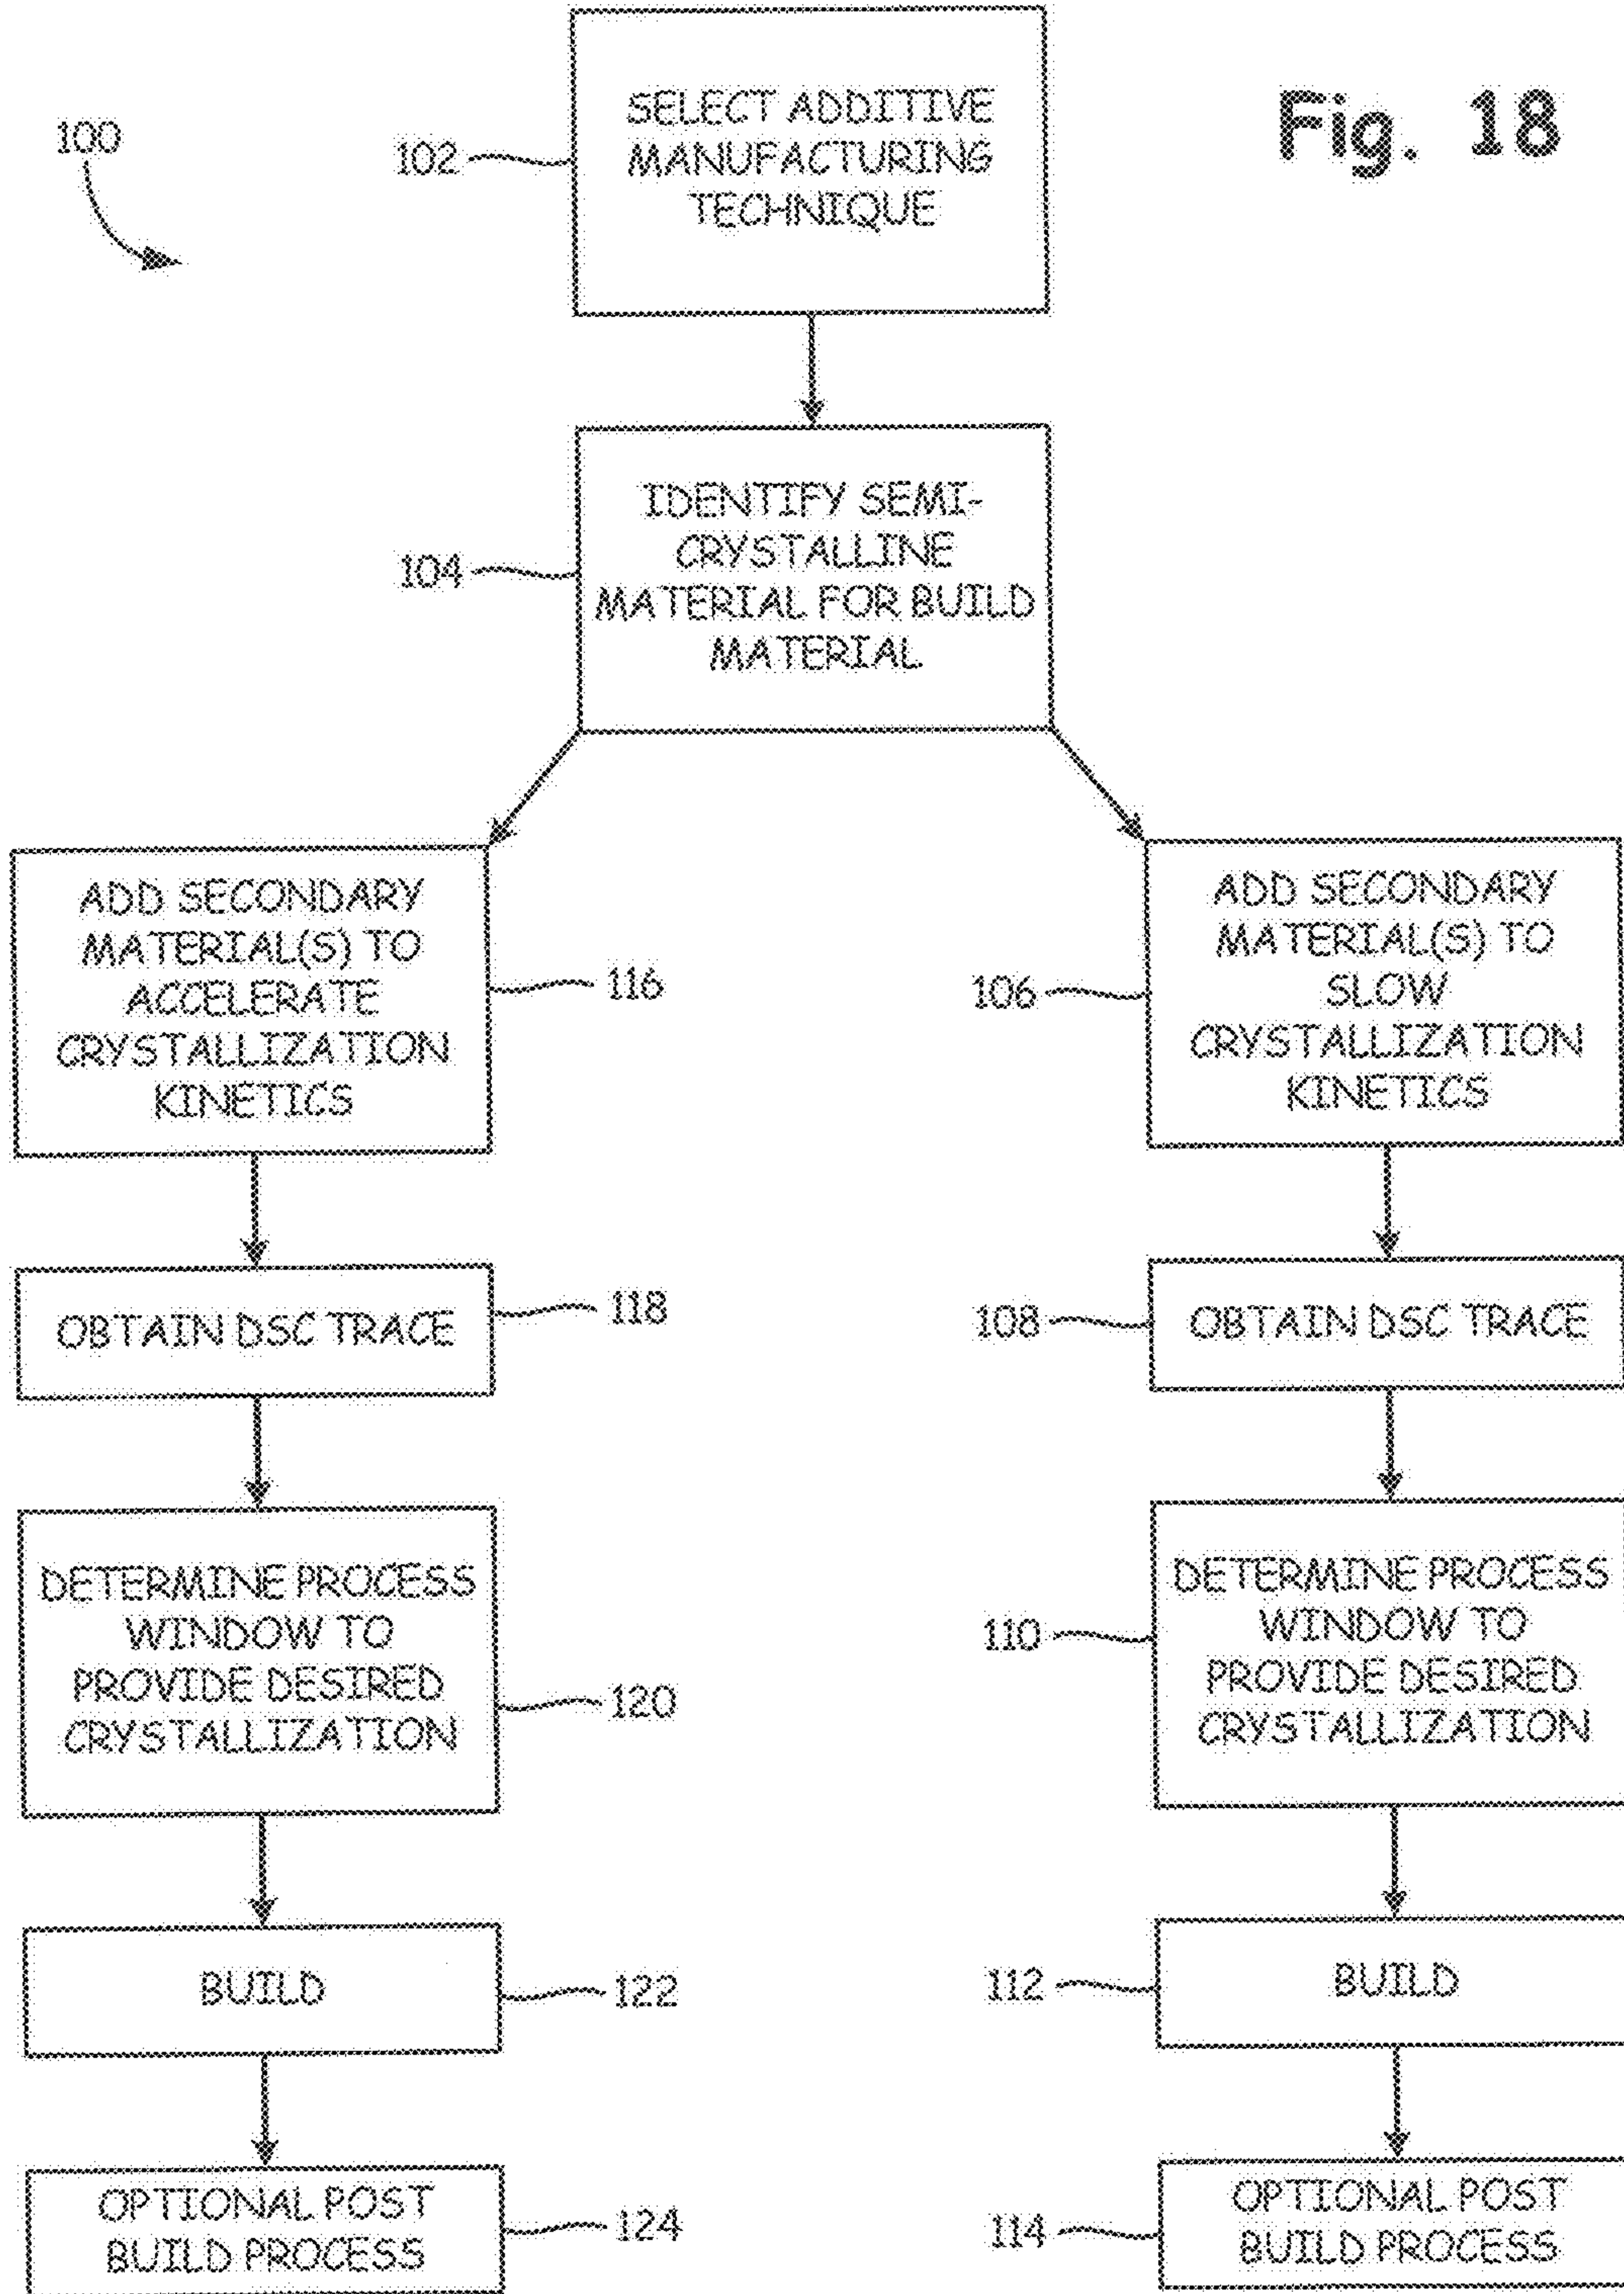 Fig. 18
100
102
SELECT ADDITIVE
MANUFACTURING
TECHNIQUE
104
IDENTIFY SEMI-
CRYSTALLINE
MATERIAL FOR BUILD
MATERIAL
ADD SECONDARY
MATERIAL(S) TO
ACCELERATE
CRYSTALLIZATION
KINETICS
116
106
ADD SECONDARY
MATERIAL(S) TO
SLOW
CRYSTALLIZATION
KINETICS
OBTAIN DSC TRACE
118
108
OBTAIN DSC TRACE
DETERMINE PROCESS
WINDOW TO
PROVIDE DESIRED
CRYSTALLIZATION
120
110
DETERMINE PROCESS
WINDOW TO
PROVIDE DESIRED
CRYSTALLIZATION
BUILD
122
112
BUILD
OPTIONAL POST
BUILD PROCESS
124
114
OPTIONAL POST
BUILD PROCESS